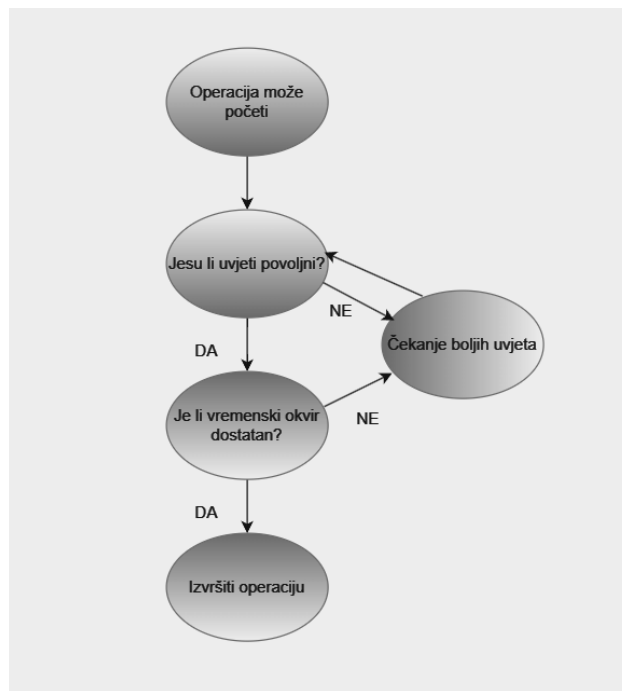 Operacija može
početi
Jesu li uvjeti povoljni?
NE
Čekanje boljih uvjeta
DA
Je li vremenski okvir
dostatan?
NE
DA
Izvršiti operaciju